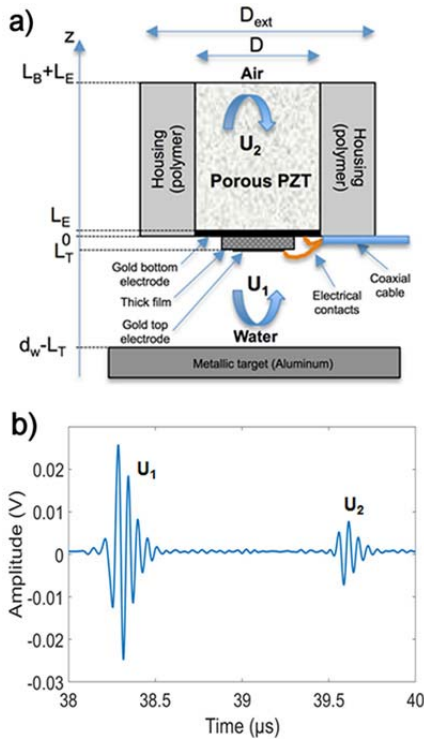 a)
z
D_ext
D
L_B+L_E
Air
Housing
(polymer)
U_2
Porous PZT
Housing
(polymer)
L_E
0
L_T
Gold bottom
electrode
Thick film
Gold top
electrode
U_1
Water
Electrical
contacts
Coaxial
cable
d_w-L_T
Metallic target (Aluminum)
b)
U_1
U_2
Amplitude (V)
0.02
0.01
0
-0.01
-0.02
-0.03
38
38.5
39
39.5
40
Time (µs)